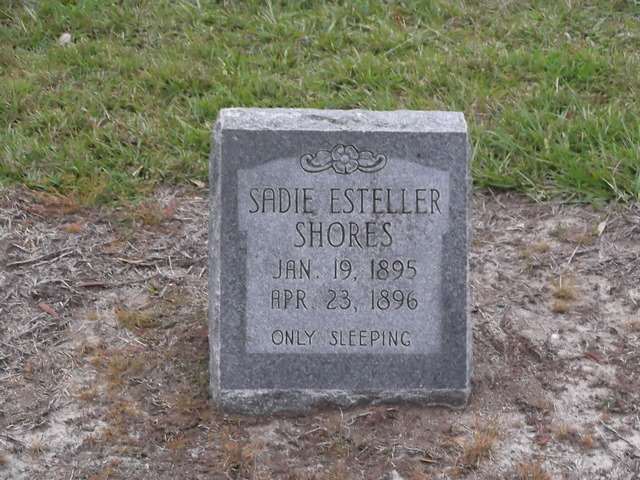 SADIE ESTELLER
SHORES
JAN. 19, 1895
APR. 23, 1896
ONLY SLEEPING